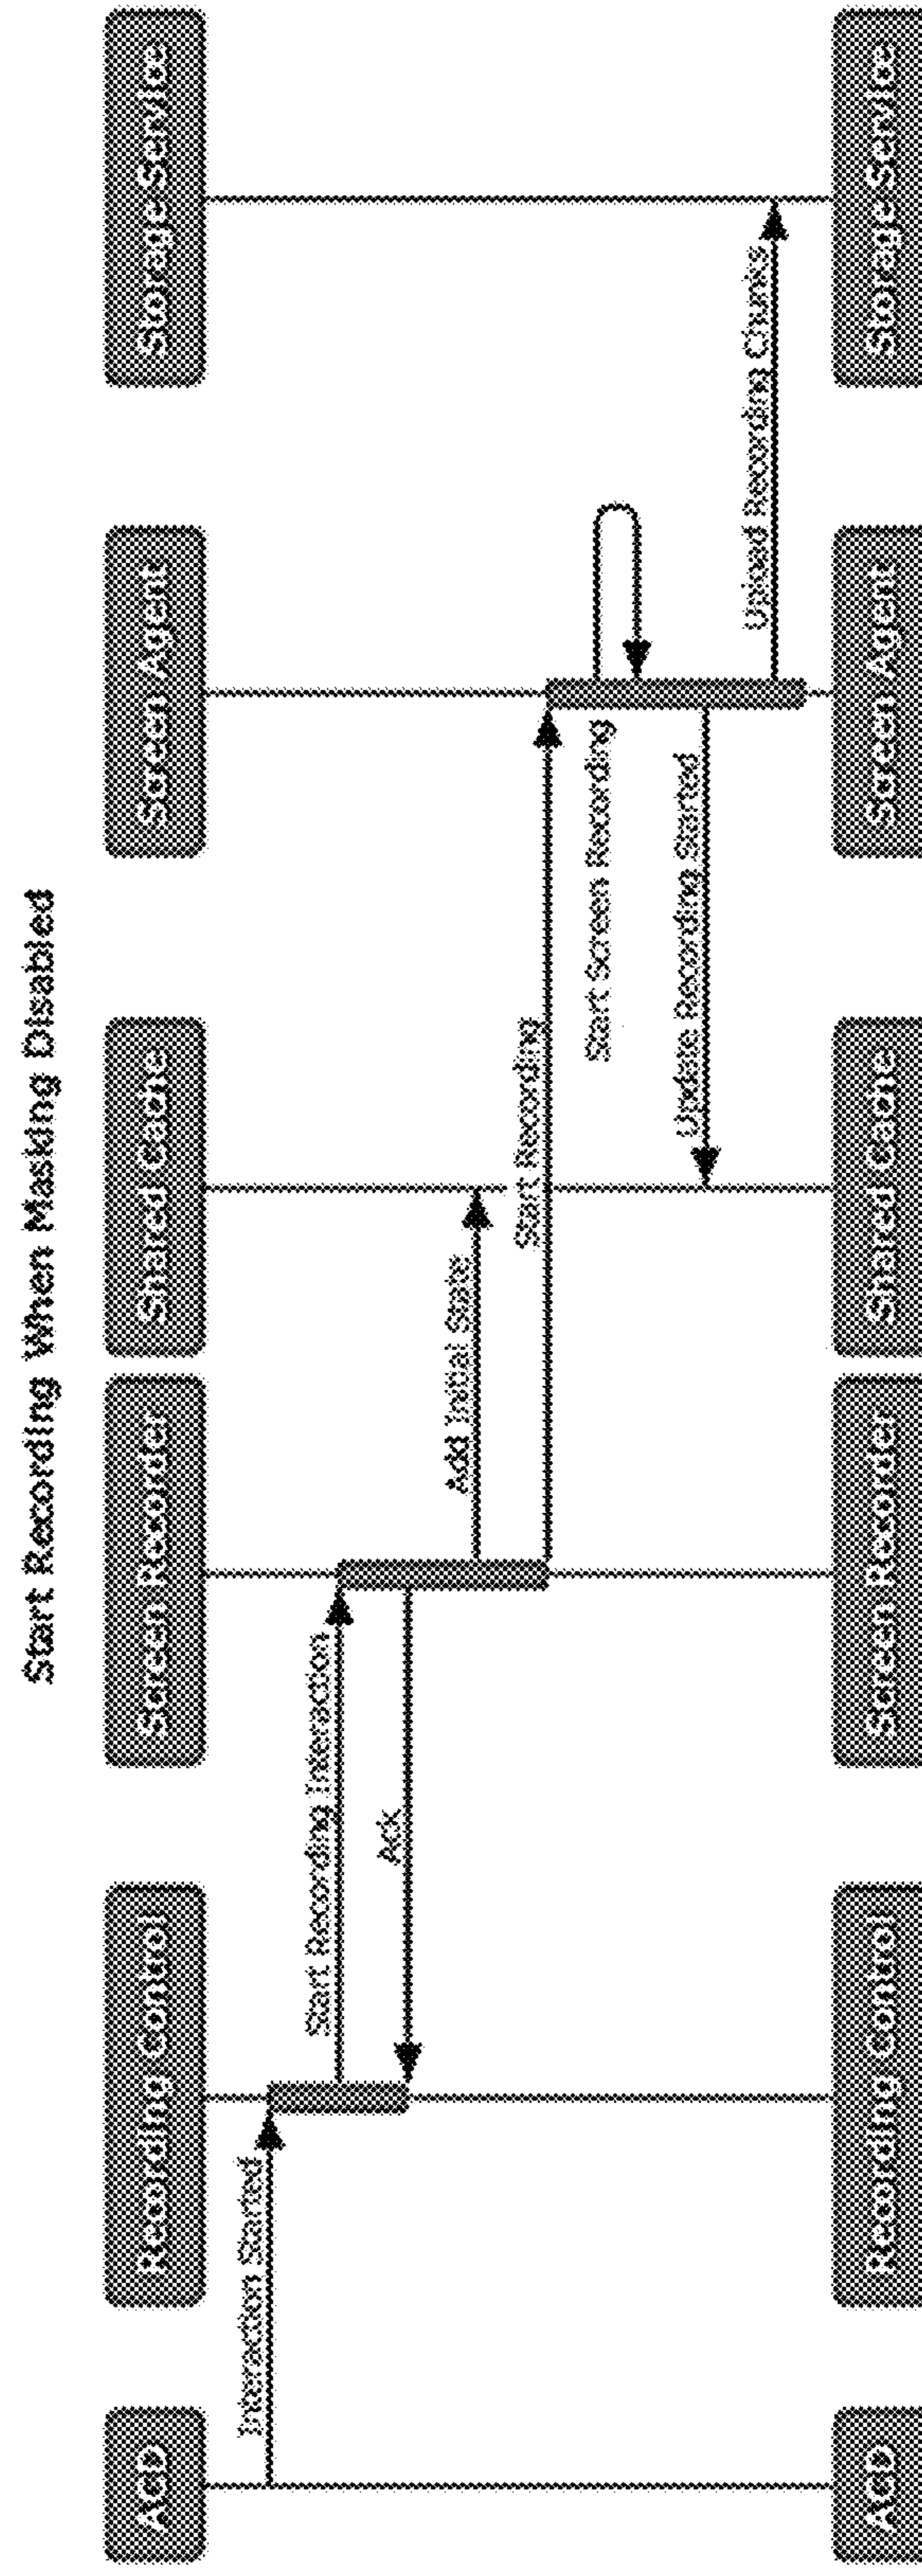 Start Recording When Masking Disabled
ACD
Recording Control
Screen Recorder
Shared Cache
Screen Agent
Storage Service
Interaction Started
Start Recording Interaction
Ack
Add Initial State
Start Recording
Start Screen Recording
Update Recording Started
Upload Recording Chunks
ACD
Recording Control
Screen Recorder
Shared Cache
Screen Agent
Storage Service